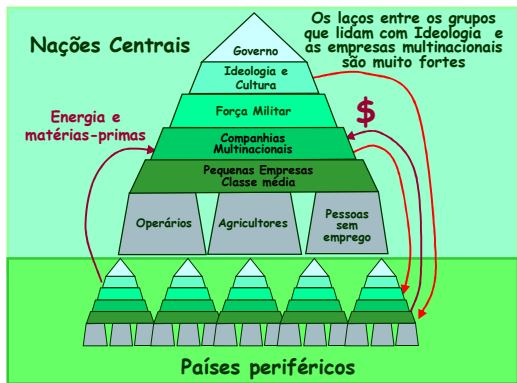 Nações Centrais
Os laços entre os grupos
que lidam com Ideologia e
as empresas multinacionais
são muito fortes
Governo
Ideologia e
Cultura
Força Militar
$
Energia e
matérias-primas
Companhias
Multinacionais
Pequenas Empresas
Classe média
Operários
Agricultores
Pessoas
sem
emprego
Países periféricos